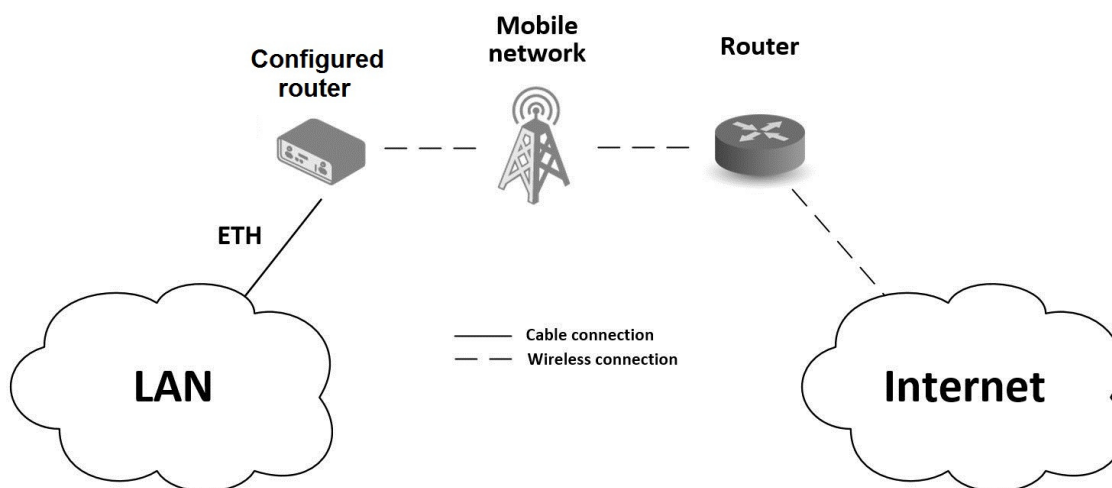 Configured
router
Mobile
network
Router
ETH
Cable connection
Wireless connection
LAN
Internet